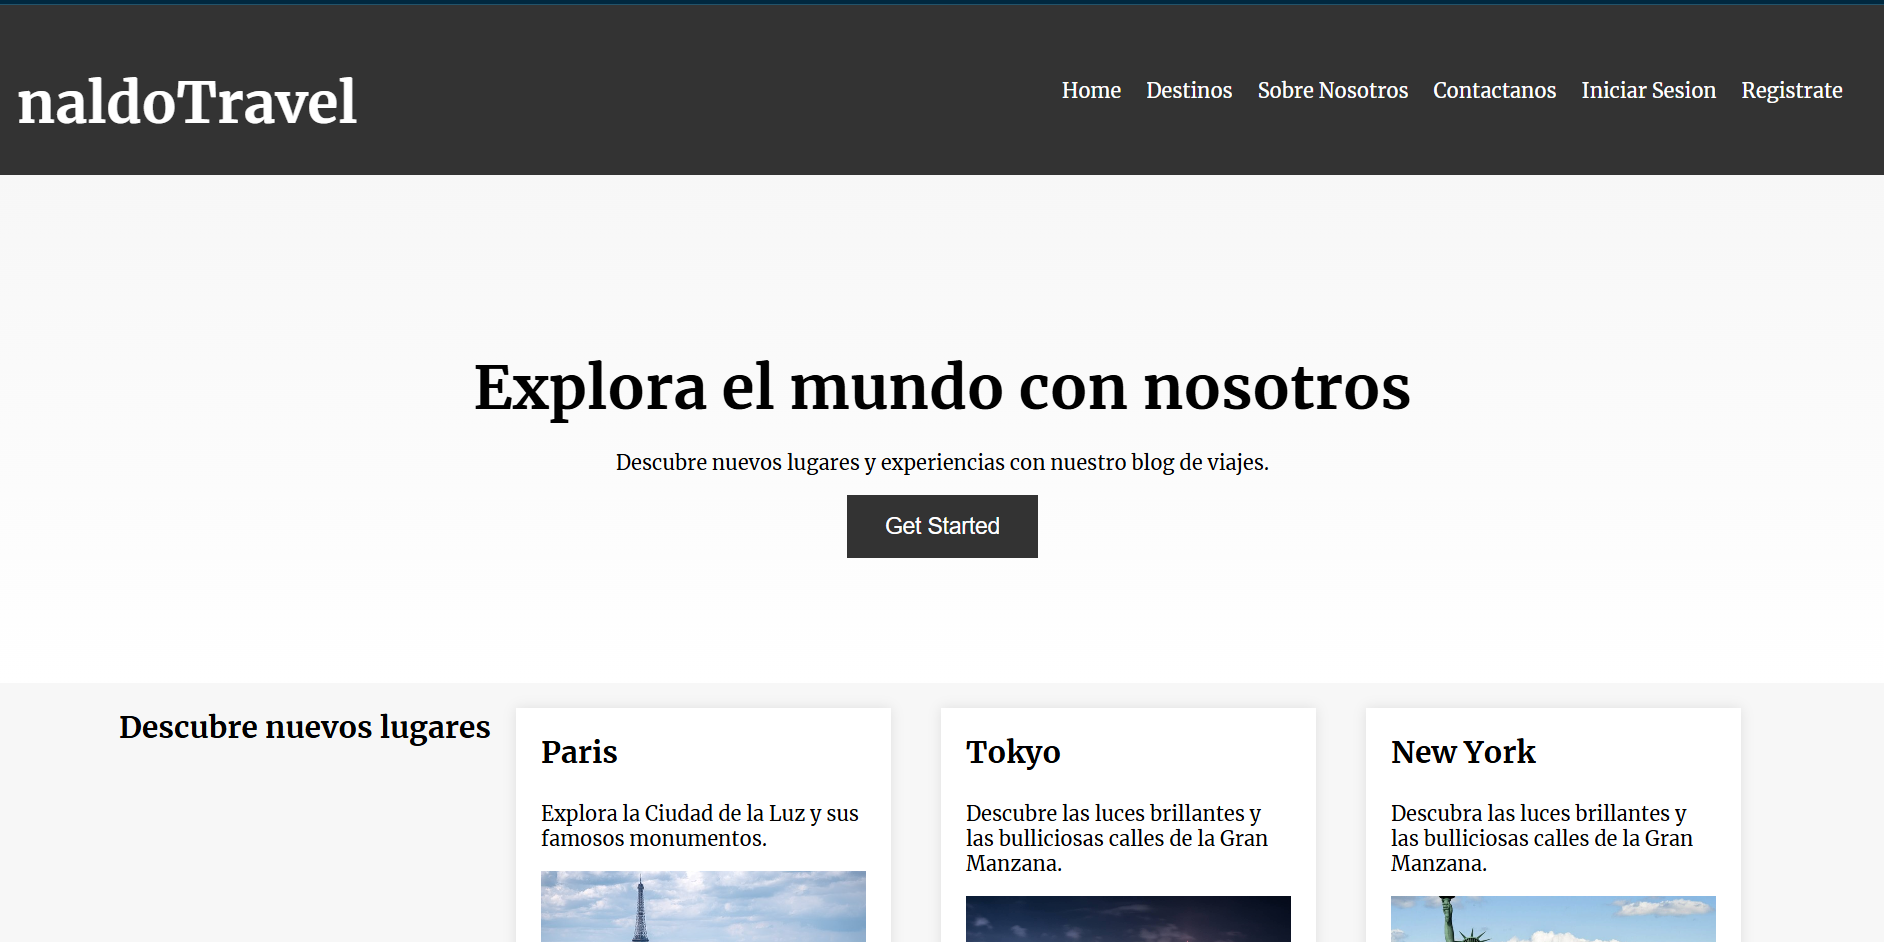 naldoTravel
Home Destinos Sobre Nosotros Contactanos Iniciar Sesion Registrate
Explora el mundo con nosotros
Descubre nuevos lugares y experiencias con nuestro blog de viajes.
Get Started
Descubre nuevos lugares
Paris
Explora la Ciudad de la Luz y sus
famosos monumentos.
Tokyo
Descubre las luces brillantes y
las bulliciosas calles de la Gran
Manzana.
New York
Descubra las luces brillantes y
las bulliciosas calles de la Gran
Manzana.